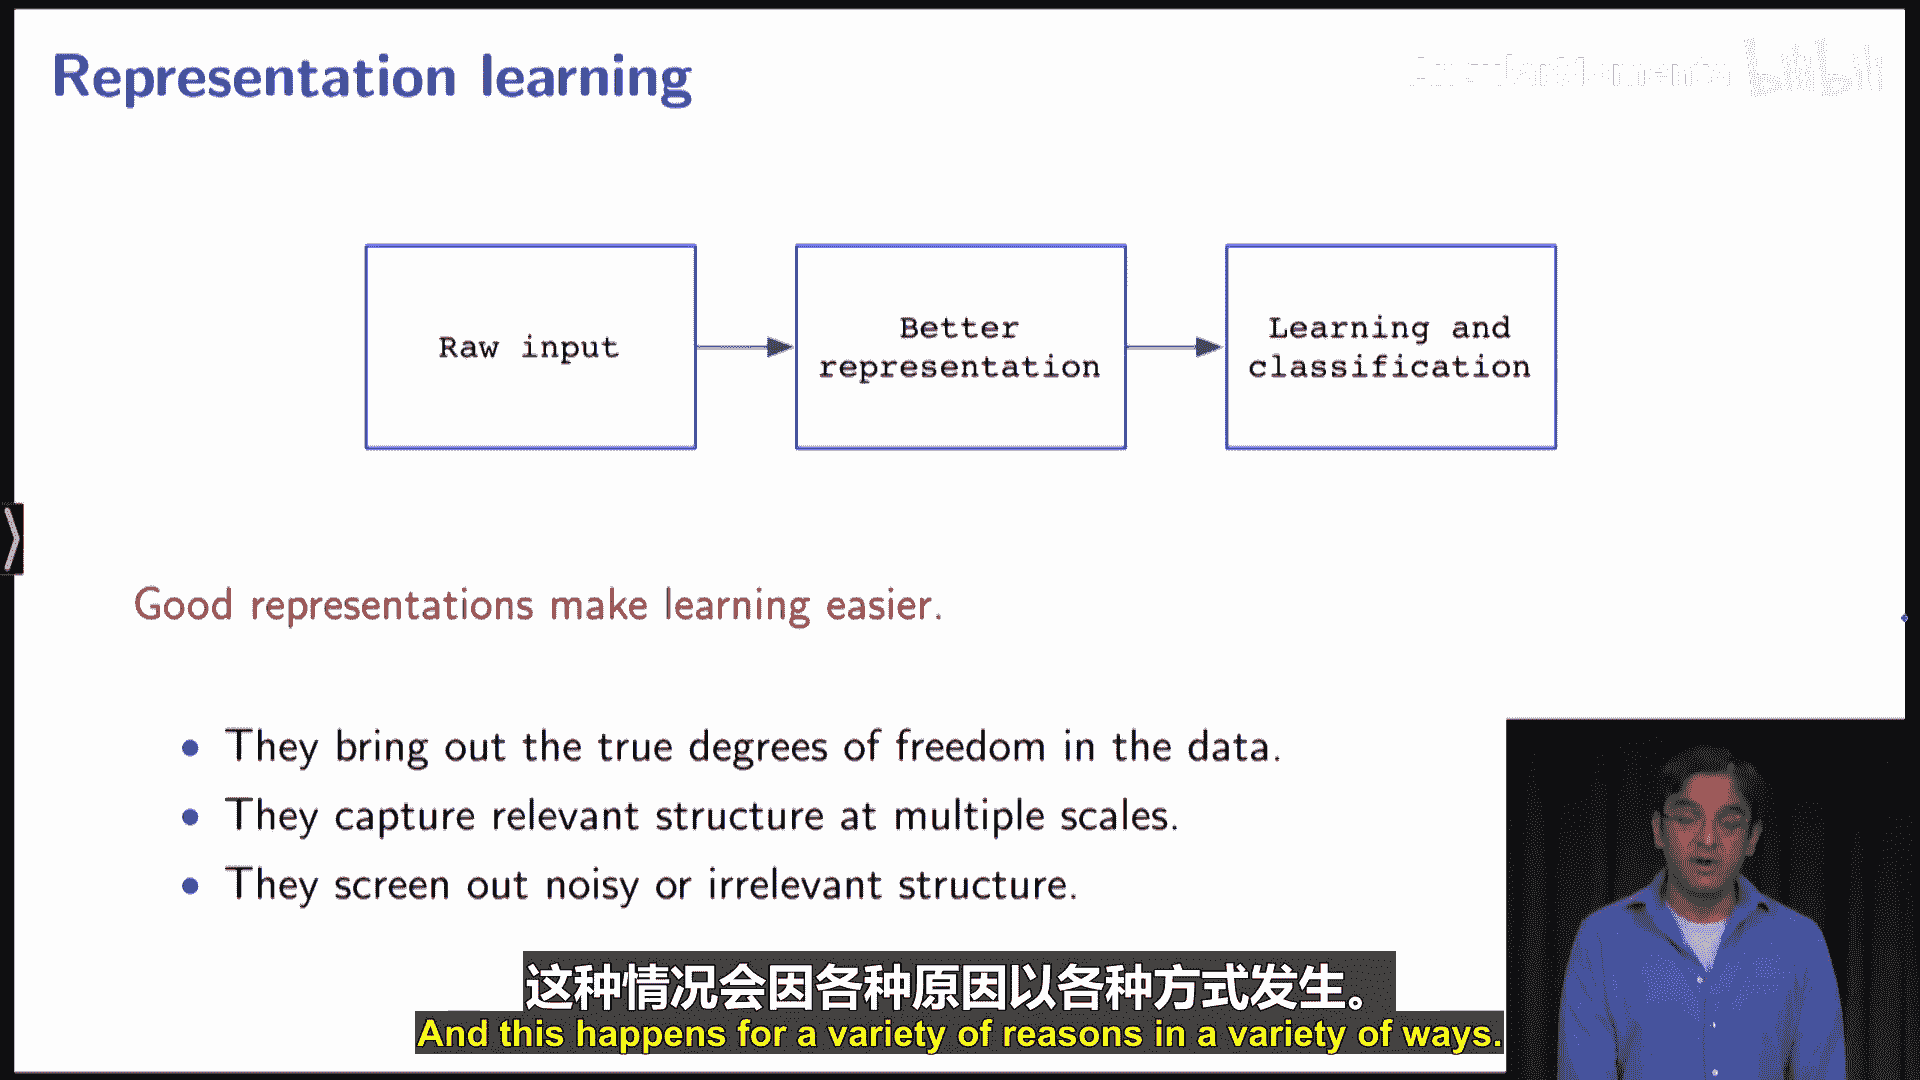 Representation learning
bilibili
Raw input
Better
representation
Learning and
classification
Good representations make learning easier.
They bring out the true degrees of freedom in the data.
They capture relevant structure at multiple scales.
They screen out noisy or irrelevant structure.
这种情况会因各种原因以各种方式发生。
And this happens for a variety of reasons in a variety of ways.